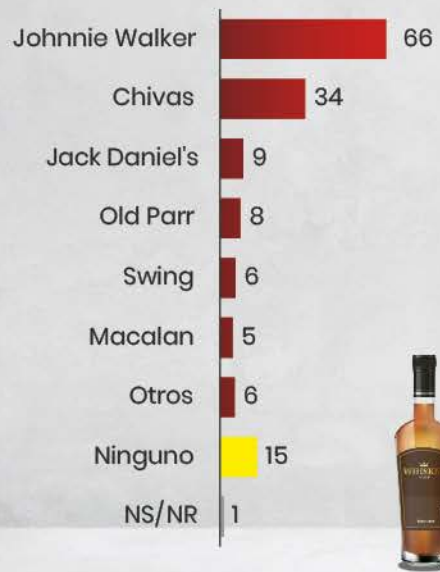 Johnnie Walker 66
Chivas 34
Jack Daniel's 9
Old Parr 8
Swing 6
Macalan 5
Otros 6
Ninguno 15
NS/NR 1
WHISKY